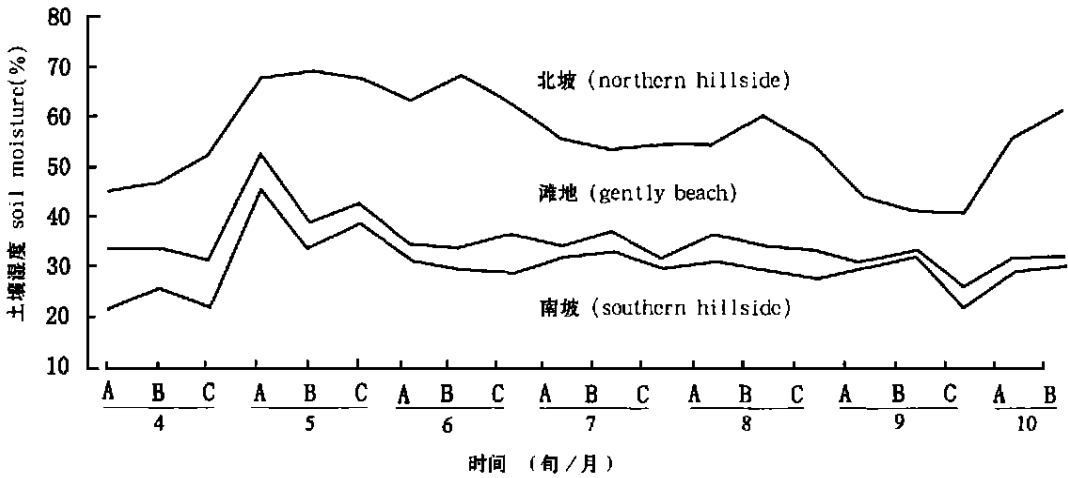 80
70
60
50
40
30
20
10
土壤湿度 soil moisture(%)
北坡 (northern hillside)
滩地 (gently beach)
南坡 (southern hillside)
A B C A B C A B C A B C A B C A B C A B
4 5 6 7 8 9 10
时间 (旬/月)